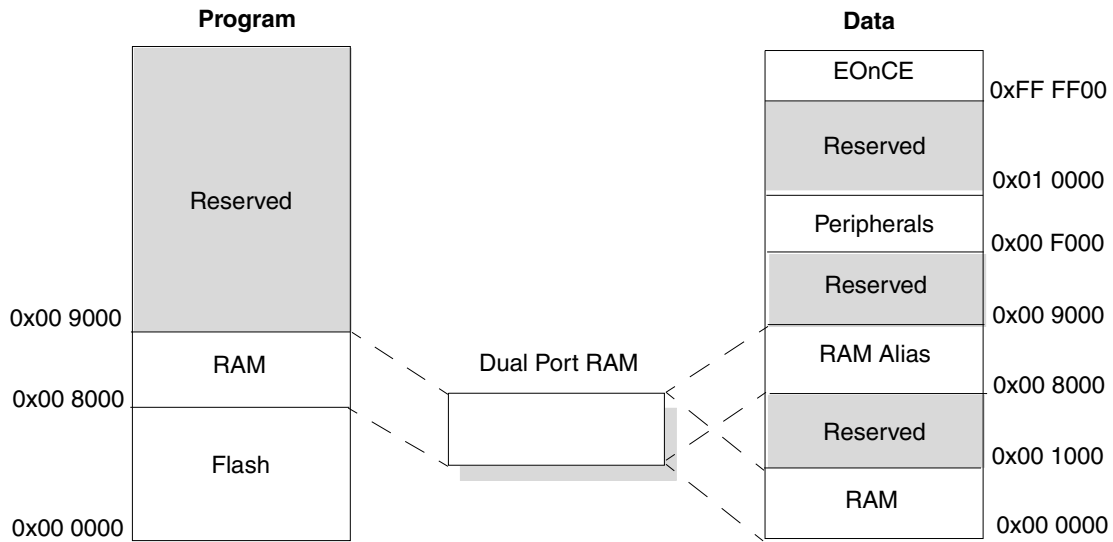 Program
Reserved
0x00 9000
RAM
0x00 8000
Flash
0x00 0000
Dual Port RAM
Data
EOnCE
0xFF FF00
Reserved
0x01 0000
Peripherals
0x00 F000
Reserved
0x00 9000
RAM Alias
0x00 8000
Reserved
0x00 1000
RAM
0x00 0000